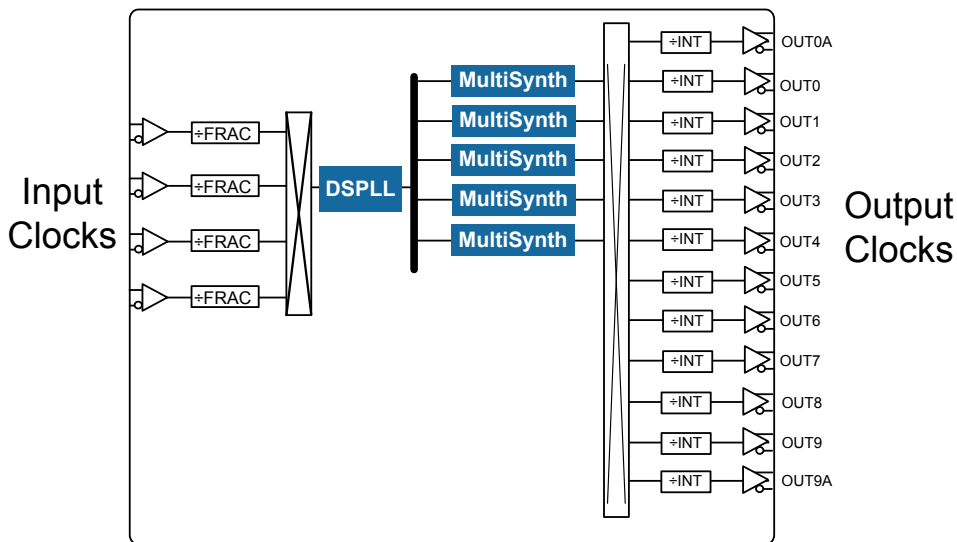 Input
Clocks
÷FRAC
÷FRAC
÷FRAC
÷FRAC
DSPLL
MultiSynth
MultiSynth
MultiSynth
MultiSynth
MultiSynth
÷INT
÷INT
÷INT
÷INT
÷INT
÷INT
÷INT
÷INT
÷INT
÷INT
÷INT
÷INT
OUT0A
OUT0
OUT1
OUT2
OUT3
OUT4
OUT5
OUT6
OUT7
OUT8
OUT9
OUT9A
Output
Clocks